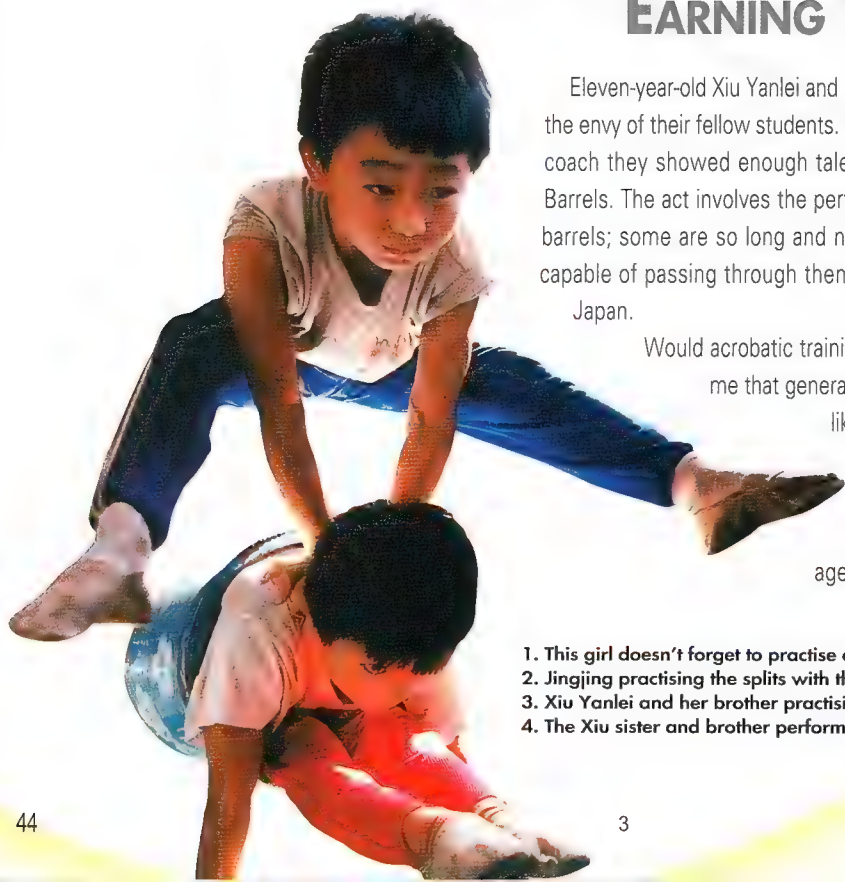 EARNING
Eleven-year-old Xiu Yanlei and
the envy of their fellow students.
coach they showed enough tale
Barrels. The act involves the per
barrels; some are so long and n
capable of passing through them
Japan.
Would acrobatic traini
me that genera
lik
age
1. This girl doesn't forget to practise
2. Jingjing practising the splits with th
3. Xiu Yanlei and her brother practisi
4. The Xiu sister and brother perform
44
3